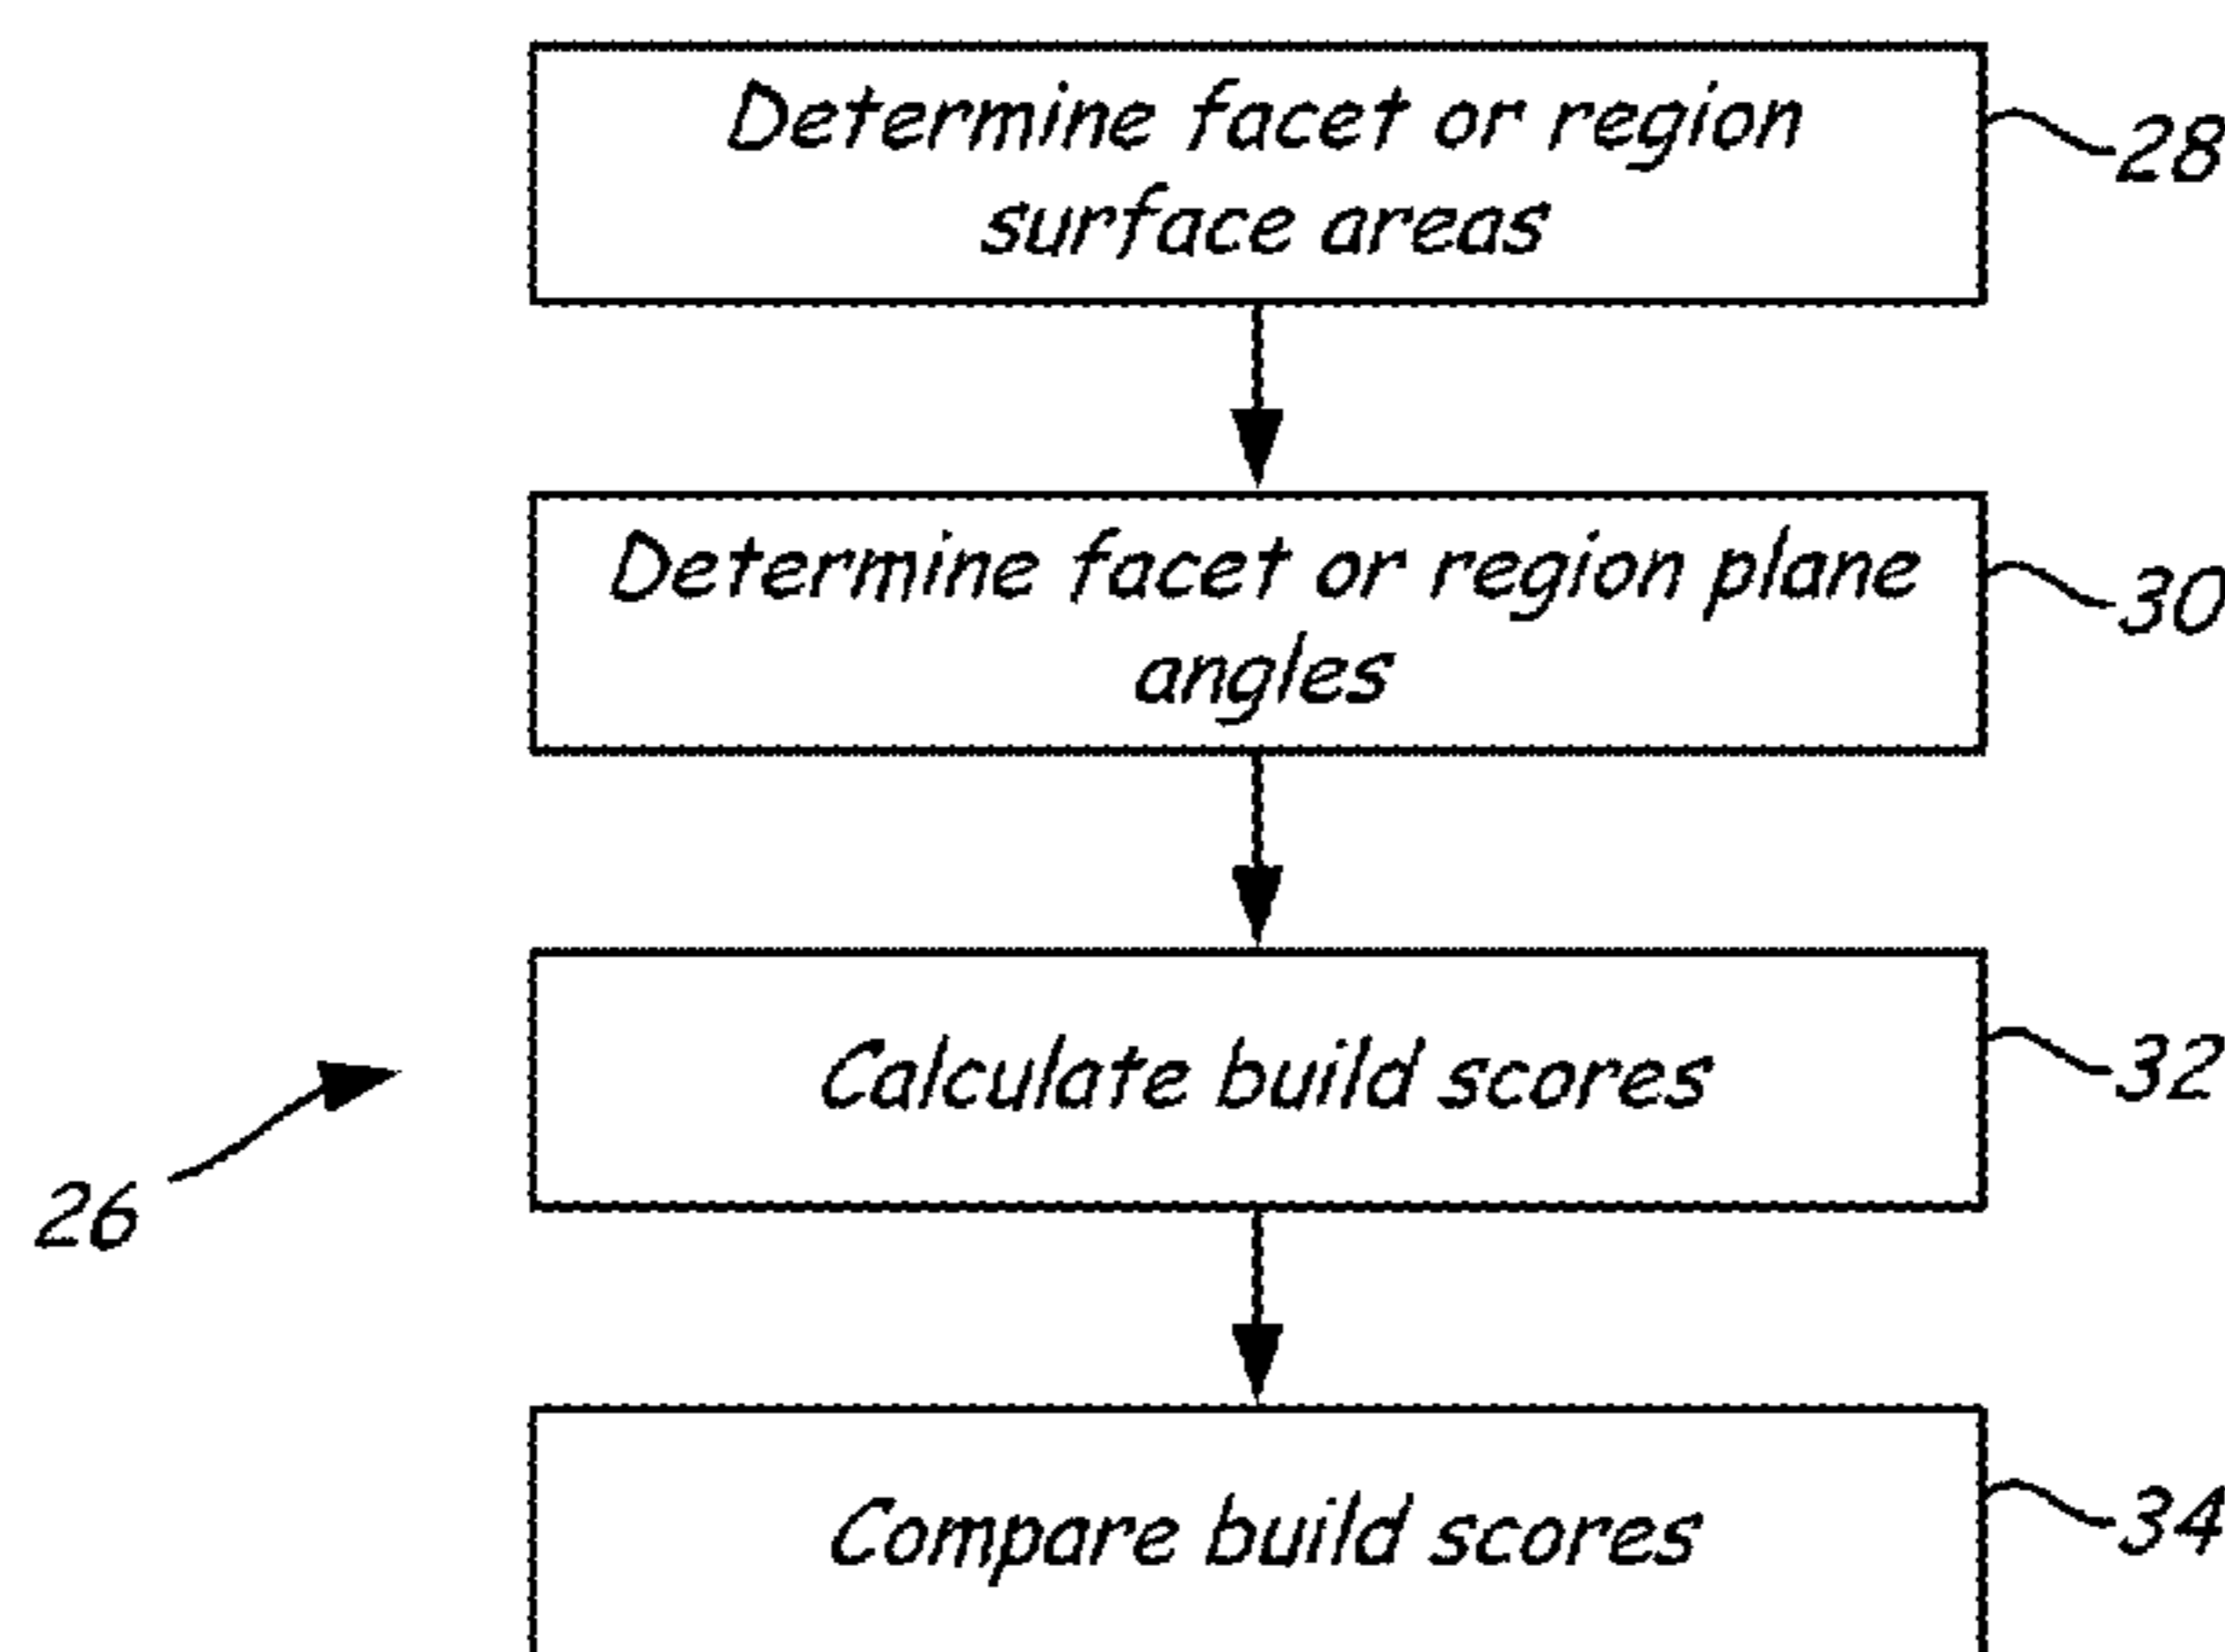 Determine facet or region
surface areas
28
Determine facet or region plane
angles
30
Calculate build scores
32
26
Compare build scores
34